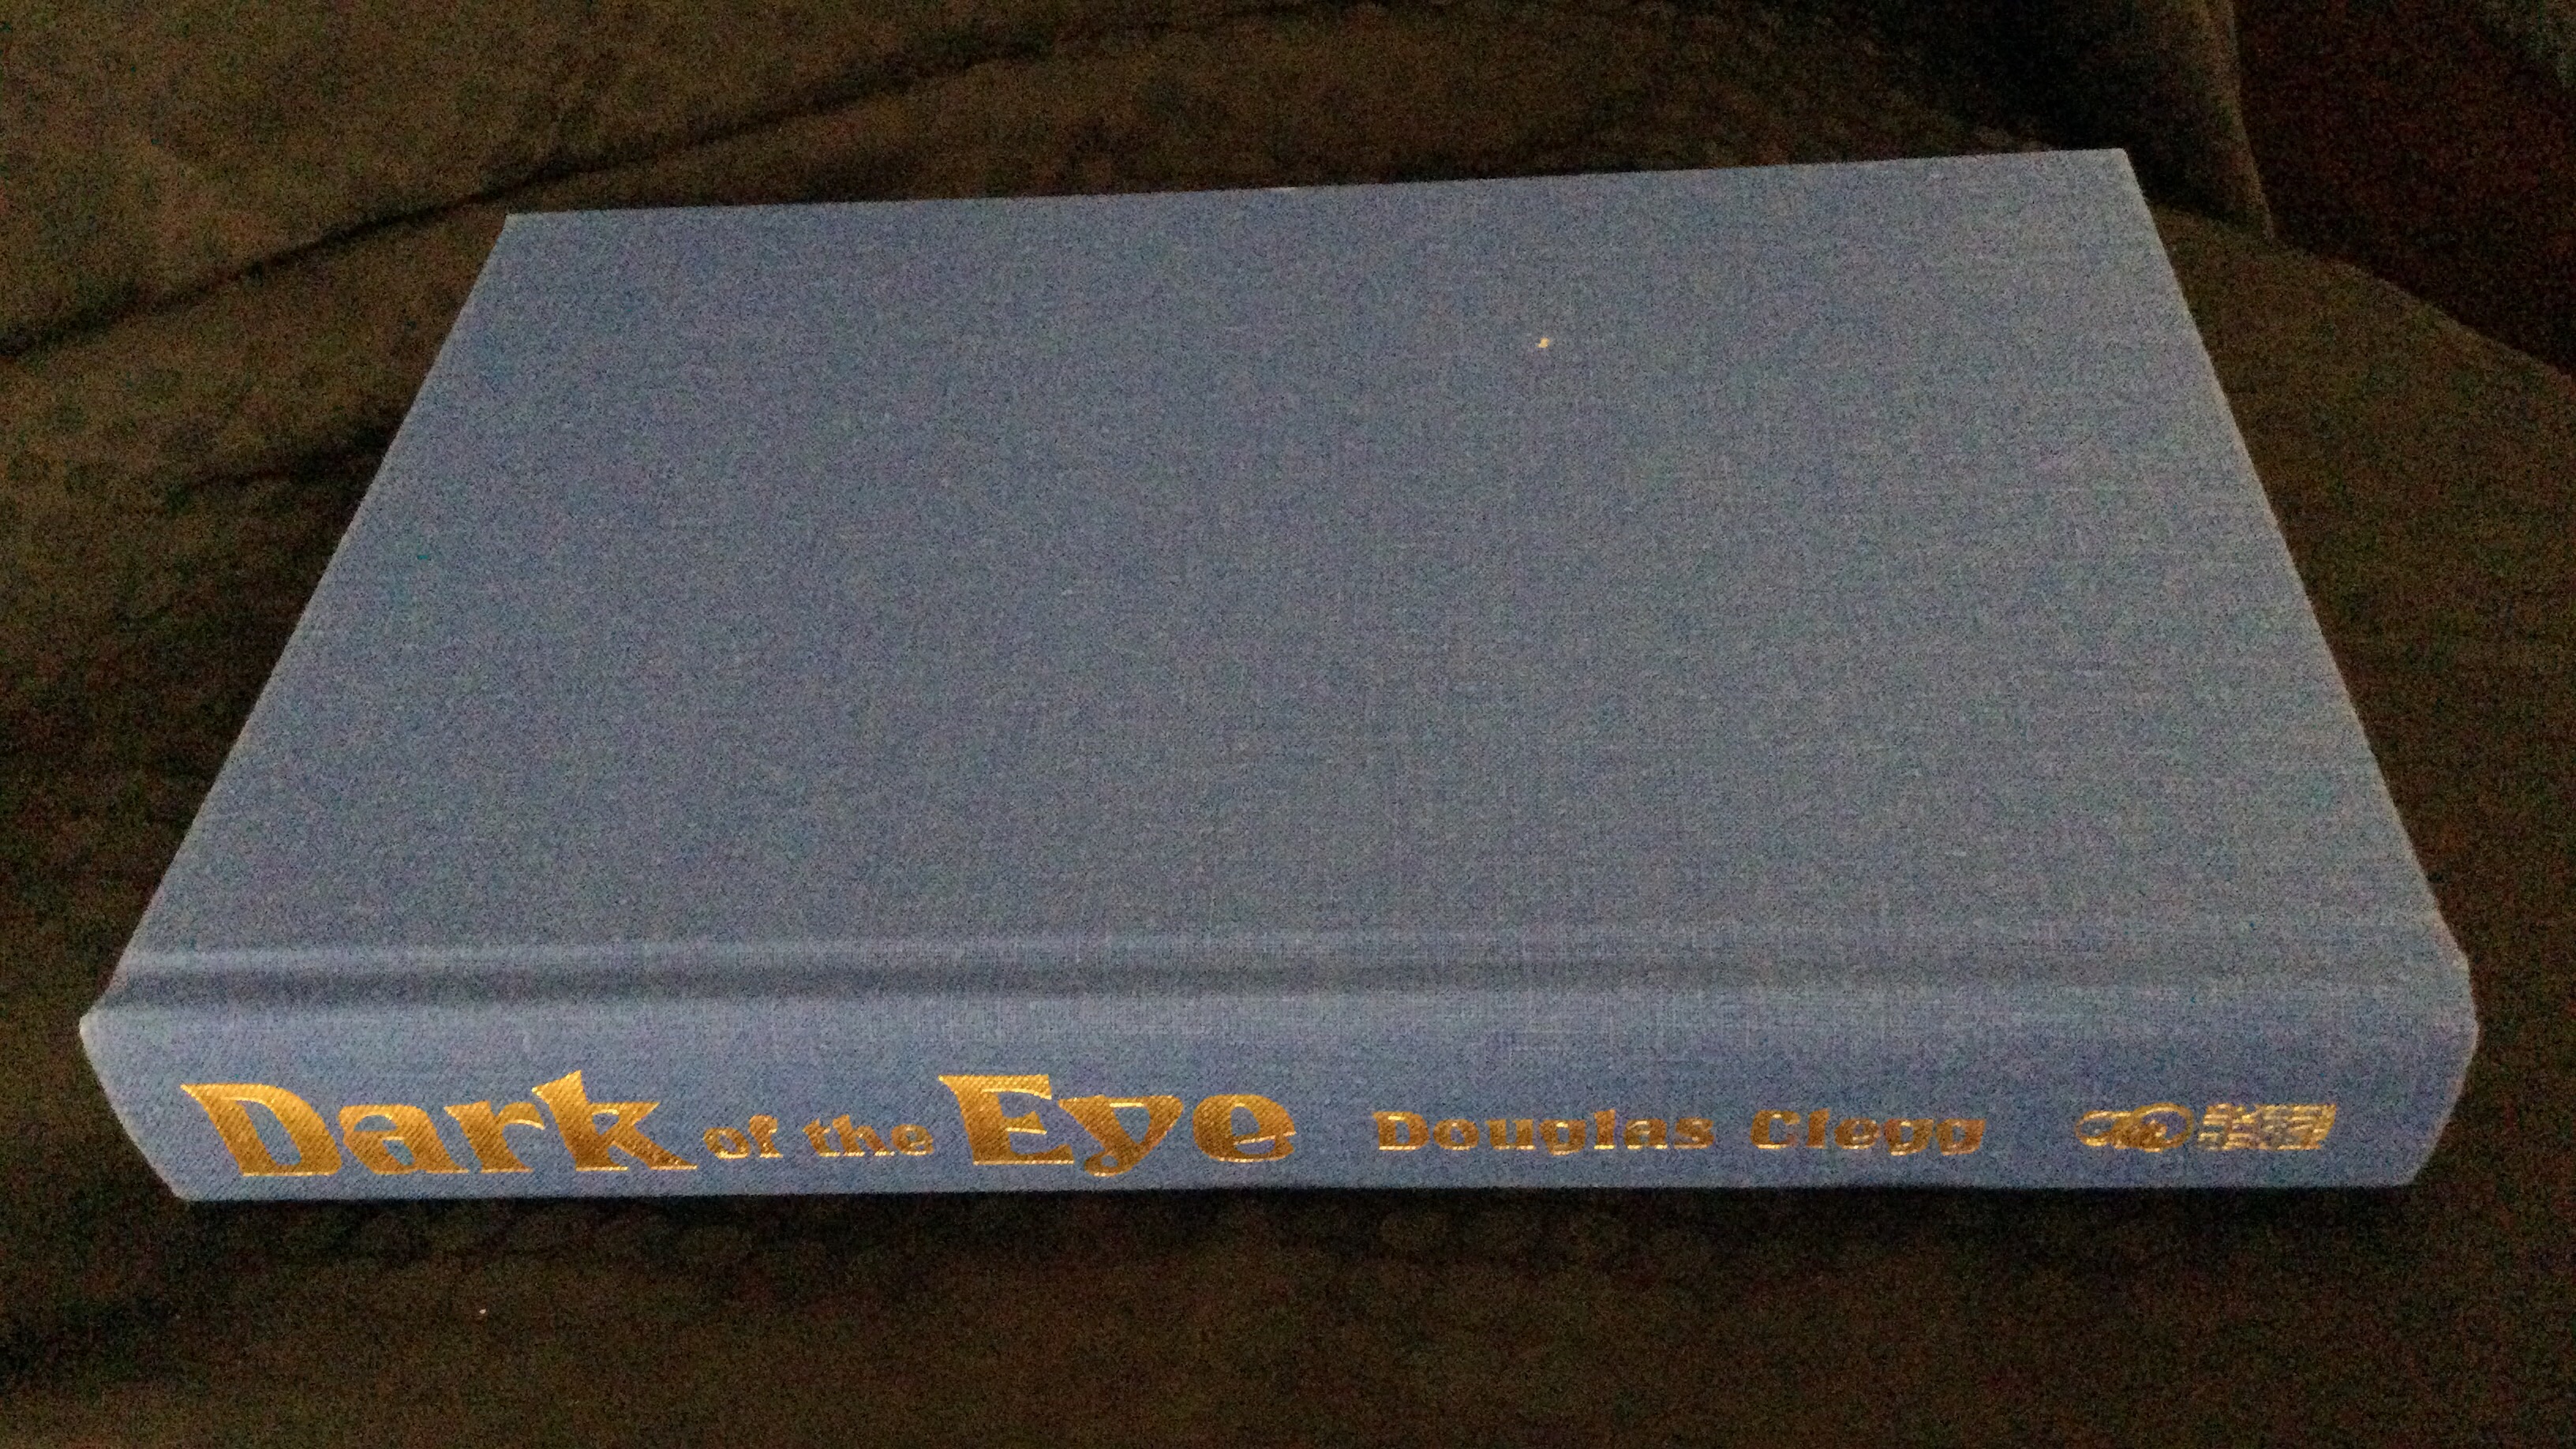 Dark of the Eye Douglas Clegg